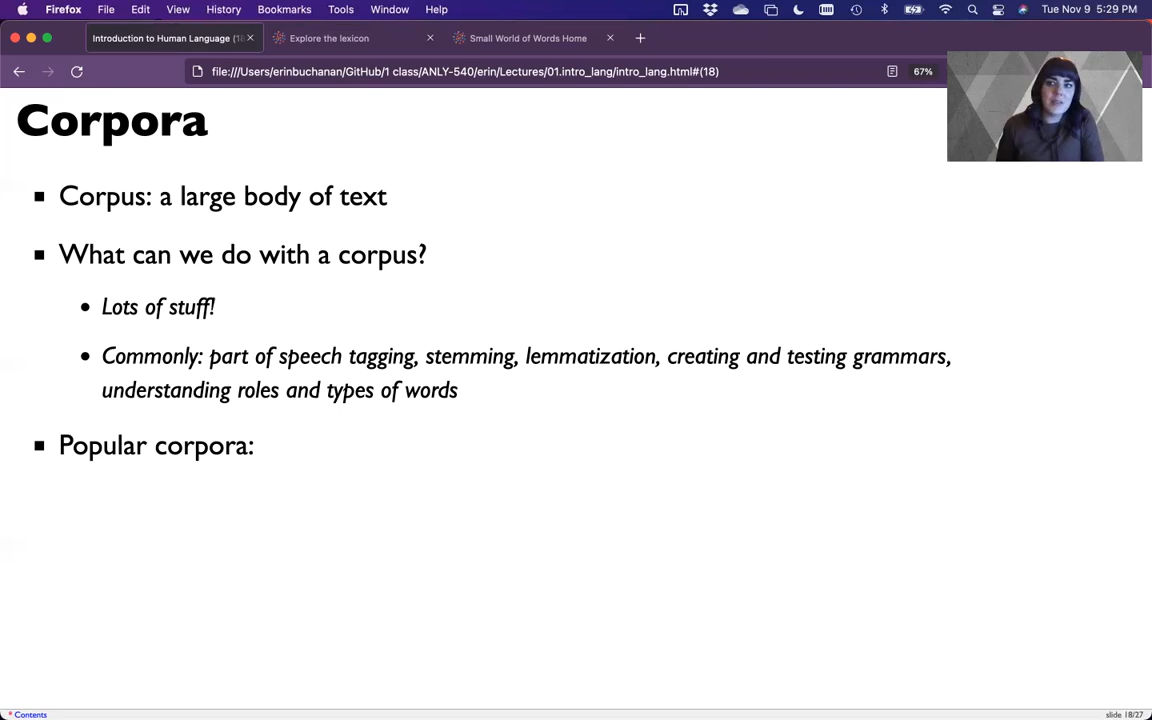 Firefox File Edit View History Bookmarks Tools Window Help Tue Nov 9 5:29 PM
Introduction to Human Language (18 Explore the lexicon Small World of Words Home
file:///Users/erinbuchanan/GitHub/1 class/ANLY-540/erin/Lectures/01.intro_lang/intro_lang.html#(18) 67%
Corpora
Corpus: a large body of text
What can we do with a corpus?
Lots of stuff!
Commonly: part of speech tagging, stemming, lemmatization, creating and testing grammars,
understanding roles and types of words
Popular corpora:
* Contents slide 18/27